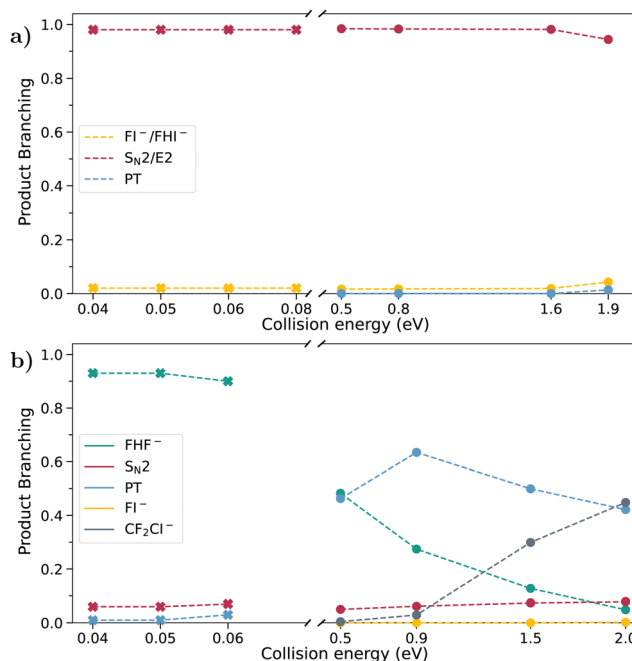 a)
1.0
0.8
0.6
0.4
0.2
0.0
Product Branching
FI⁻/FHI⁻
S_N2/E2
PT
0.04 0.05 0.06 0.08 0.5 0.8 1.6 1.9
Collision energy (eV)
b)
1.0
0.8
0.6
0.4
0.2
0.0
Product Branching
FHF⁻
S_N2
PT
FI⁻
CF₂Cl⁻
0.04 0.05 0.06 0.5 0.9 1.5 2.0
Collision energy (eV)